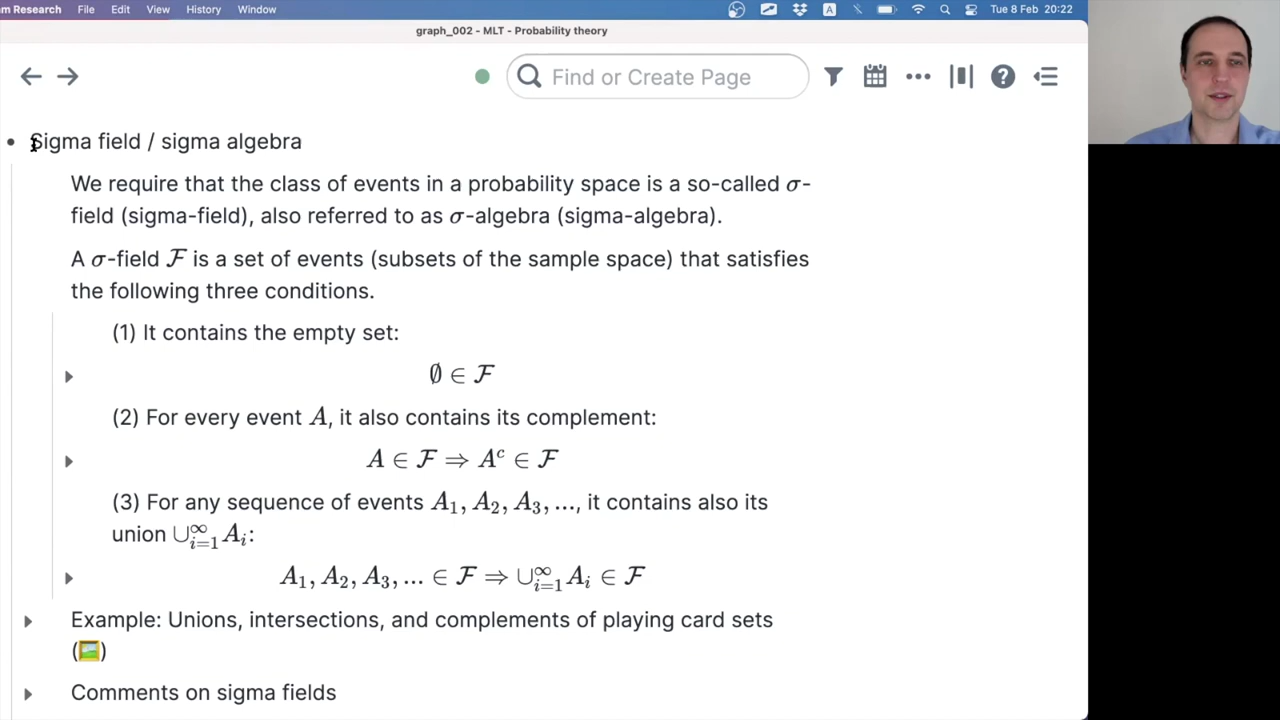 am Research File Edit View History Window A Tue 8 Feb 20:22
graph_002 - MLT - Probability theory
Find or Create Page
Sigma field / sigma algebra
We require that the class of events in a probability space is a so-called σ-
field (sigma-field), also referred to as σ-algebra (sigma-algebra).
A σ-field ℱ is a set of events (subsets of the sample space) that satisfies
the following three conditions.
(1) It contains the empty set:
∅ ∈ ℱ
(2) For every event A, it also contains its complement:
A ∈ ℱ ⇒ Aᶜ ∈ ℱ
(3) For any sequence of events A₁, A₂, A₃, ..., it contains also its
union ∪_{i=1}^∞ A_i:
A₁, A₂, A₃, ... ∈ ℱ ⇒ ∪_{i=1}^∞ A_i ∈ ℱ
Example: Unions, intersections, and complements of playing card sets
(🖼️)
Comments on sigma fields